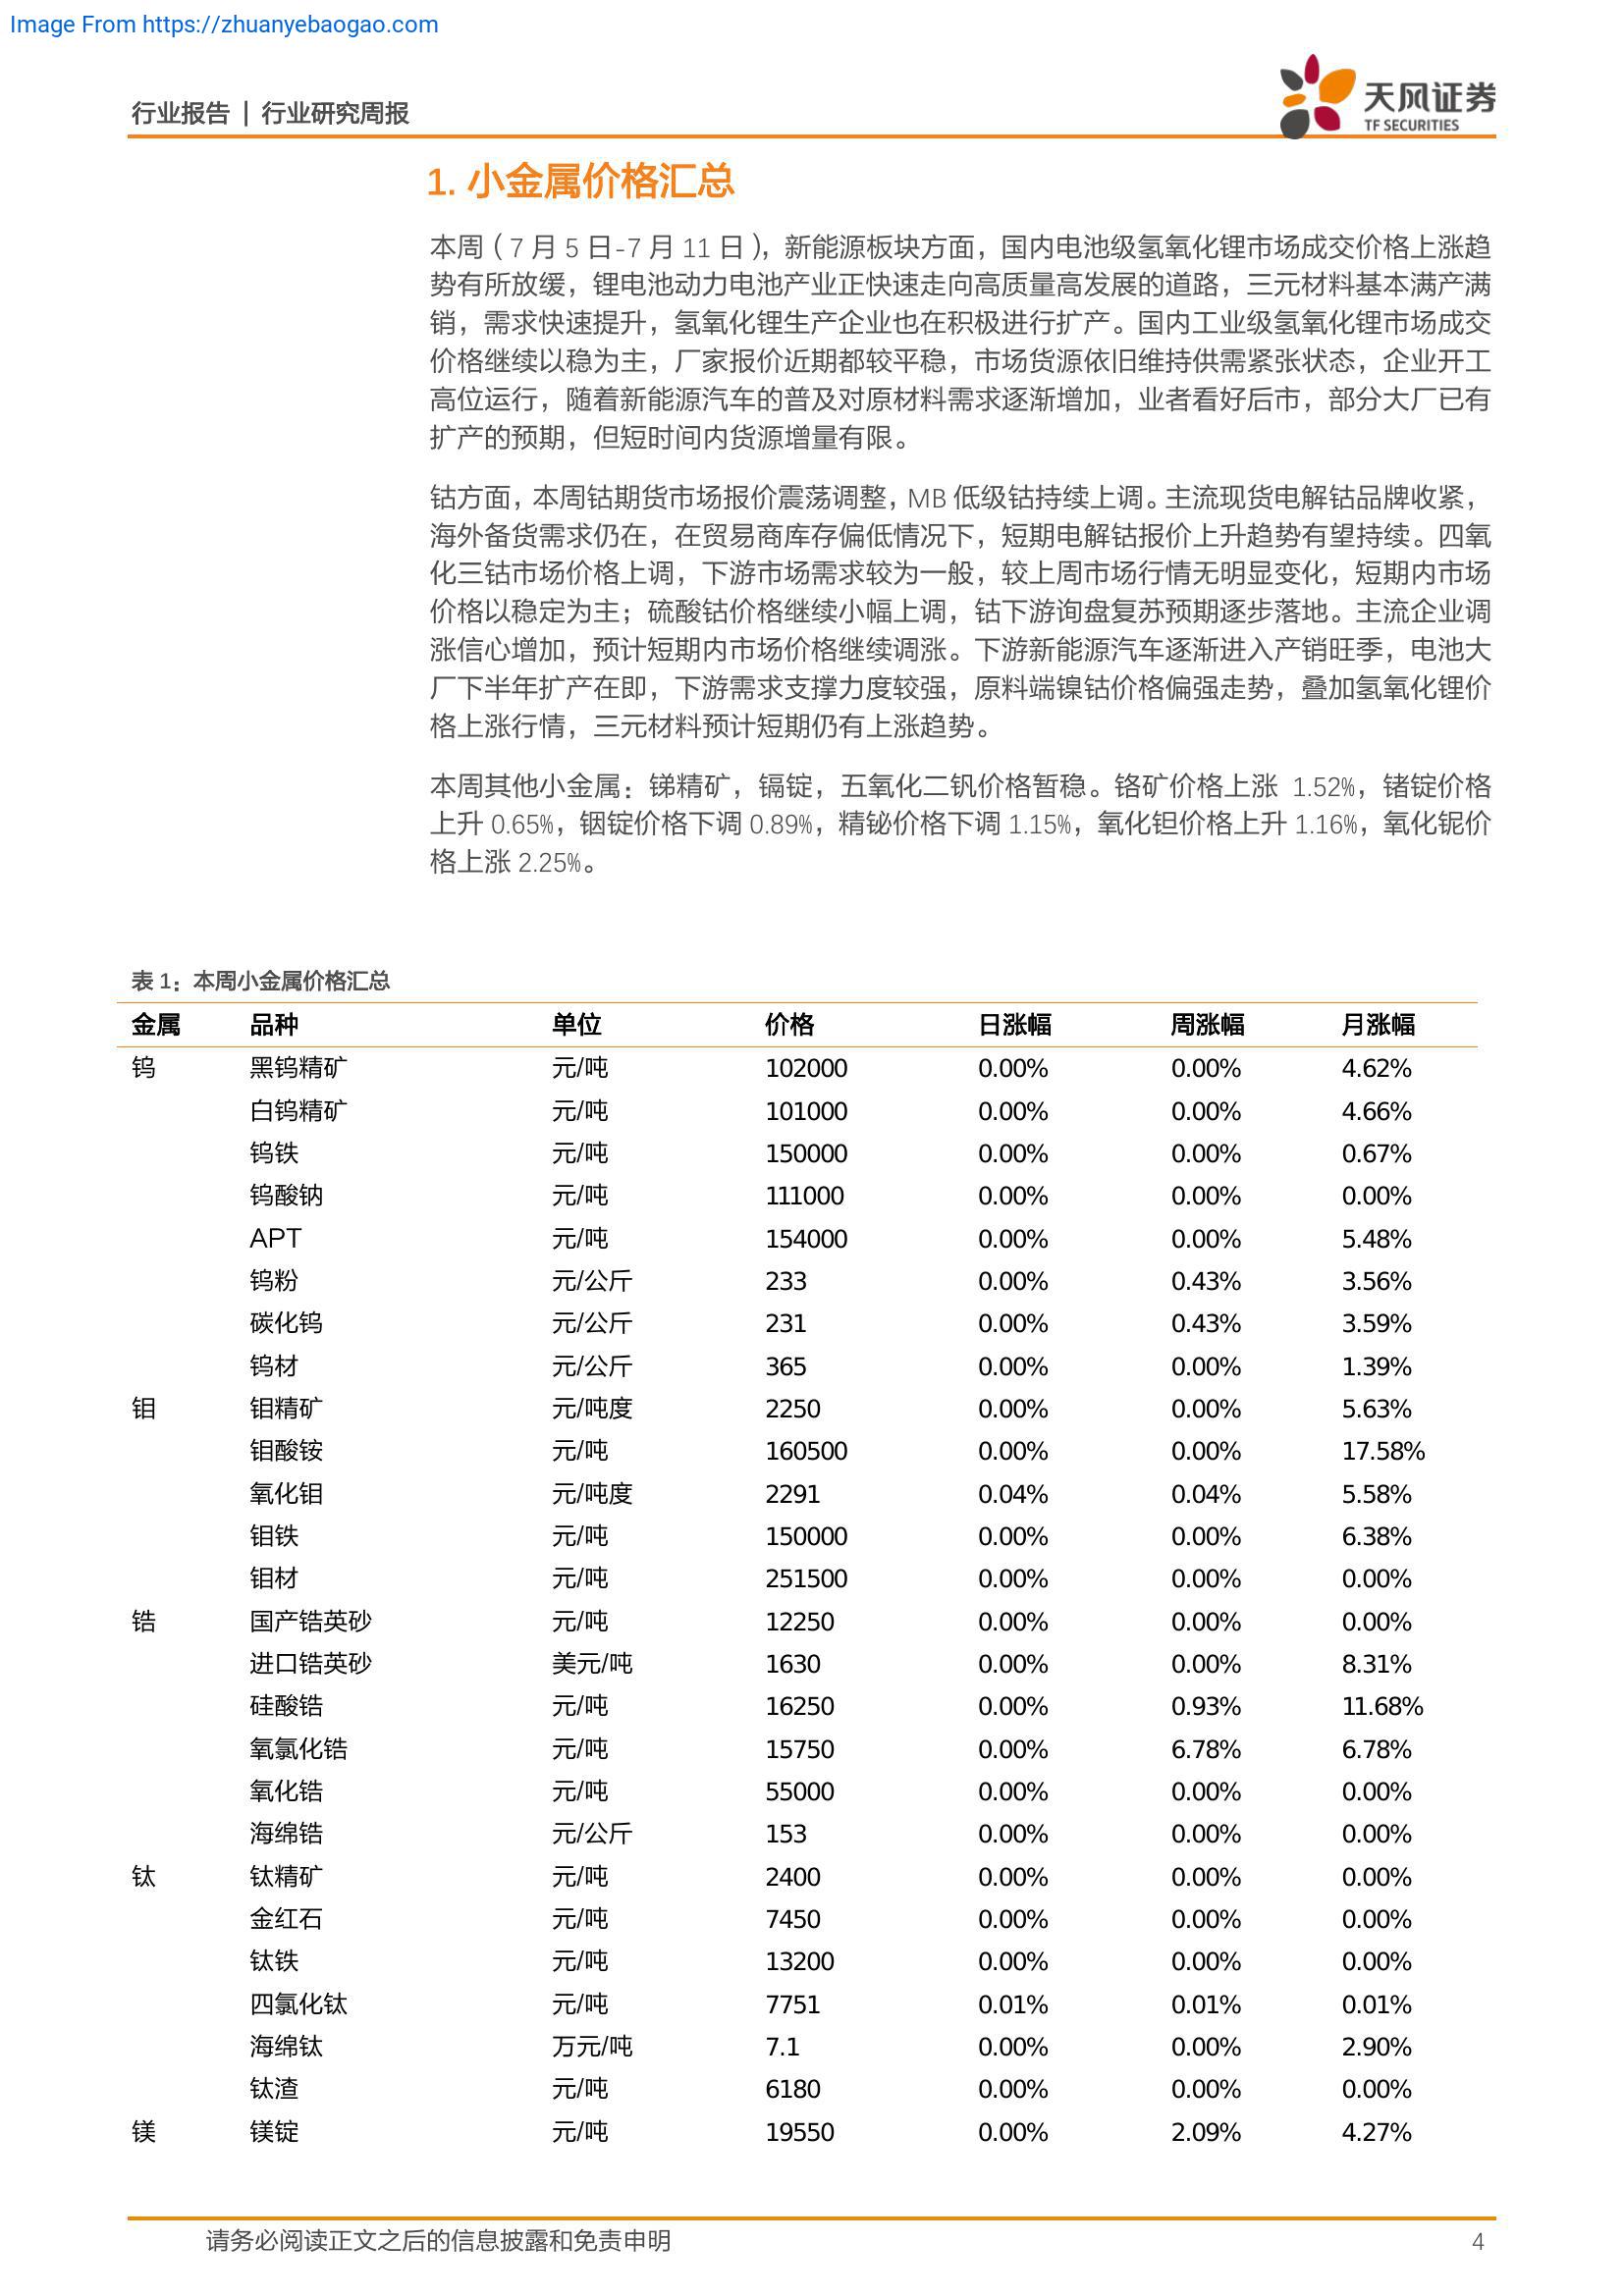 Image From https://zhuanyebaogao.com
行业报告 | 行业研究周报
天风证券
TF SECURITIES
1. 小金属价格汇总
本周（7 月 5 日-7 月 11 日），新能源板块方面，国内电池级氢氧化锂市场成交价格上涨趋
势有所放缓，锂电池动力电池产业正快速走向高质量高发展的道路，三元材料基本满产满
销，需求快速提升，氢氧化锂生产企业也在积极进行扩产。国内工业级氢氧化锂市场成交
价格继续以稳为主，厂家报价近期都较平稳，市场货源依旧维持供需紧张状态，企业开工
高位运行，随着新能源汽车的普及对原材料需求逐渐增加，业者看好后市，部分大厂已有
扩产的预期，但短时间内货源增量有限。
钴方面，本周钴期货市场报价震荡调整，MB 低级钴持续上调。主流现货电解钴品牌收紧，
海外备货需求仍在，在贸易商库存偏低情况下，短期电解钴报价上升趋势有望持续。四氧
化三钴市场价格上调，下游市场需求较为一般，较上周市场行情无明显变化，短期内市场
价格以稳定为主；硫酸钴价格继续小幅上调，钴下游询盘复苏预期逐步落地。主流企业调
涨信心增加，预计短期内市场价格继续调涨。下游新能源汽车逐渐进入产销旺季，电池大
厂下半年扩产在即，下游需求支撑力度较强，原料端镍钴价格偏强走势，叠加氢氧化锂价
格上涨行情，三元材料预计短期仍有上涨趋势。
本周其他小金属：锑精矿，镉锭，五氧化二钒价格暂稳。铬矿价格上涨 1.52%，锗锭价格
上升 0.65%，铟锭价格下调 0.89%，精铋价格下调 1.15%，氧化钽价格上升 1.16%，氧化铌价
格上涨 2.25%。
表 1：本周小金属价格汇总
金属 品种 单位 价格 日涨幅 周涨幅 月涨幅
钨 黑钨精矿 元/吨 102000 0.00% 0.00% 4.62%
白钨精矿 元/吨 101000 0.00% 0.00% 4.66%
钨铁 元/吨 150000 0.00% 0.00% 0.67%
钨酸钠 元/吨 111000 0.00% 0.00% 0.00%
APT 元/吨 154000 0.00% 0.00% 5.48%
钨粉 元/公斤 233 0.00% 0.43% 3.56%
碳化钨 元/公斤 231 0.00% 0.43% 3.59%
钨材 元/公斤 365 0.00% 0.00% 1.39%
钼 钼精矿 元/吨度 2250 0.00% 0.00% 5.63%
钼酸铵 元/吨 160500 0.00% 0.00% 17.58%
氧化钼 元/吨度 2291 0.04% 0.04% 5.58%
钼铁 元/吨 150000 0.00% 0.00% 6.38%
钼材 元/吨 251500 0.00% 0.00% 0.00%
锆 国产锆英砂 元/吨 12250 0.00% 0.00% 0.00%
进口锆英砂 美元/吨 1630 0.00% 0.00% 8.31%
硅酸锆 元/吨 16250 0.00% 0.93% 11.68%
氧氯化锆 元/吨 15750 0.00% 6.78% 6.78%
氧化锆 元/吨 55000 0.00% 0.00% 0.00%
海绵锆 元/公斤 153 0.00% 0.00% 0.00%
钛 钛精矿 元/吨 2400 0.00% 0.00% 0.00%
金红石 元/吨 7450 0.00% 0.00% 0.00%
钛铁 元/吨 13200 0.00% 0.00% 0.00%
四氯化钛 元/吨 7751 0.01% 0.01% 0.01%
海绵钛 万元/吨 7.1 0.00% 0.00% 2.90%
钛渣 元/吨 6180 0.00% 0.00% 0.00%
镁 镁锭 元/吨 19550 0.00% 2.09% 4.27%
请务必阅读正文之后的信息披露和免责申明 4